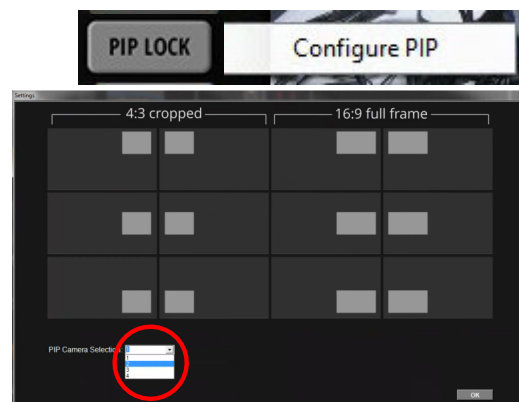 PIP LOCK
Configure PIP
Settings
4:3 cropped
16:9 full frame
PIP Camera Selection
1
2
3
4
OK